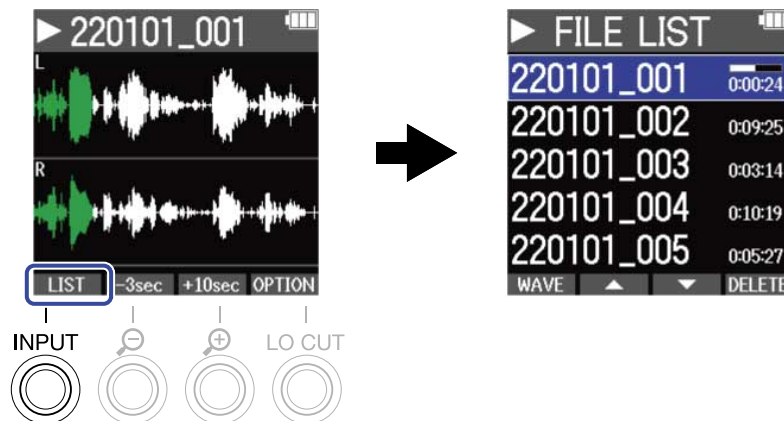 220101_001
L
R
LIST -3sec +10sec OPTION
INPUT LO CUT
FILE LIST
220101_001 0:00:24
220101_002 0:09:25
220101_003 0:03:14
220101_004 0:10:19
220101_005 0:05:27
WAVE DELETE